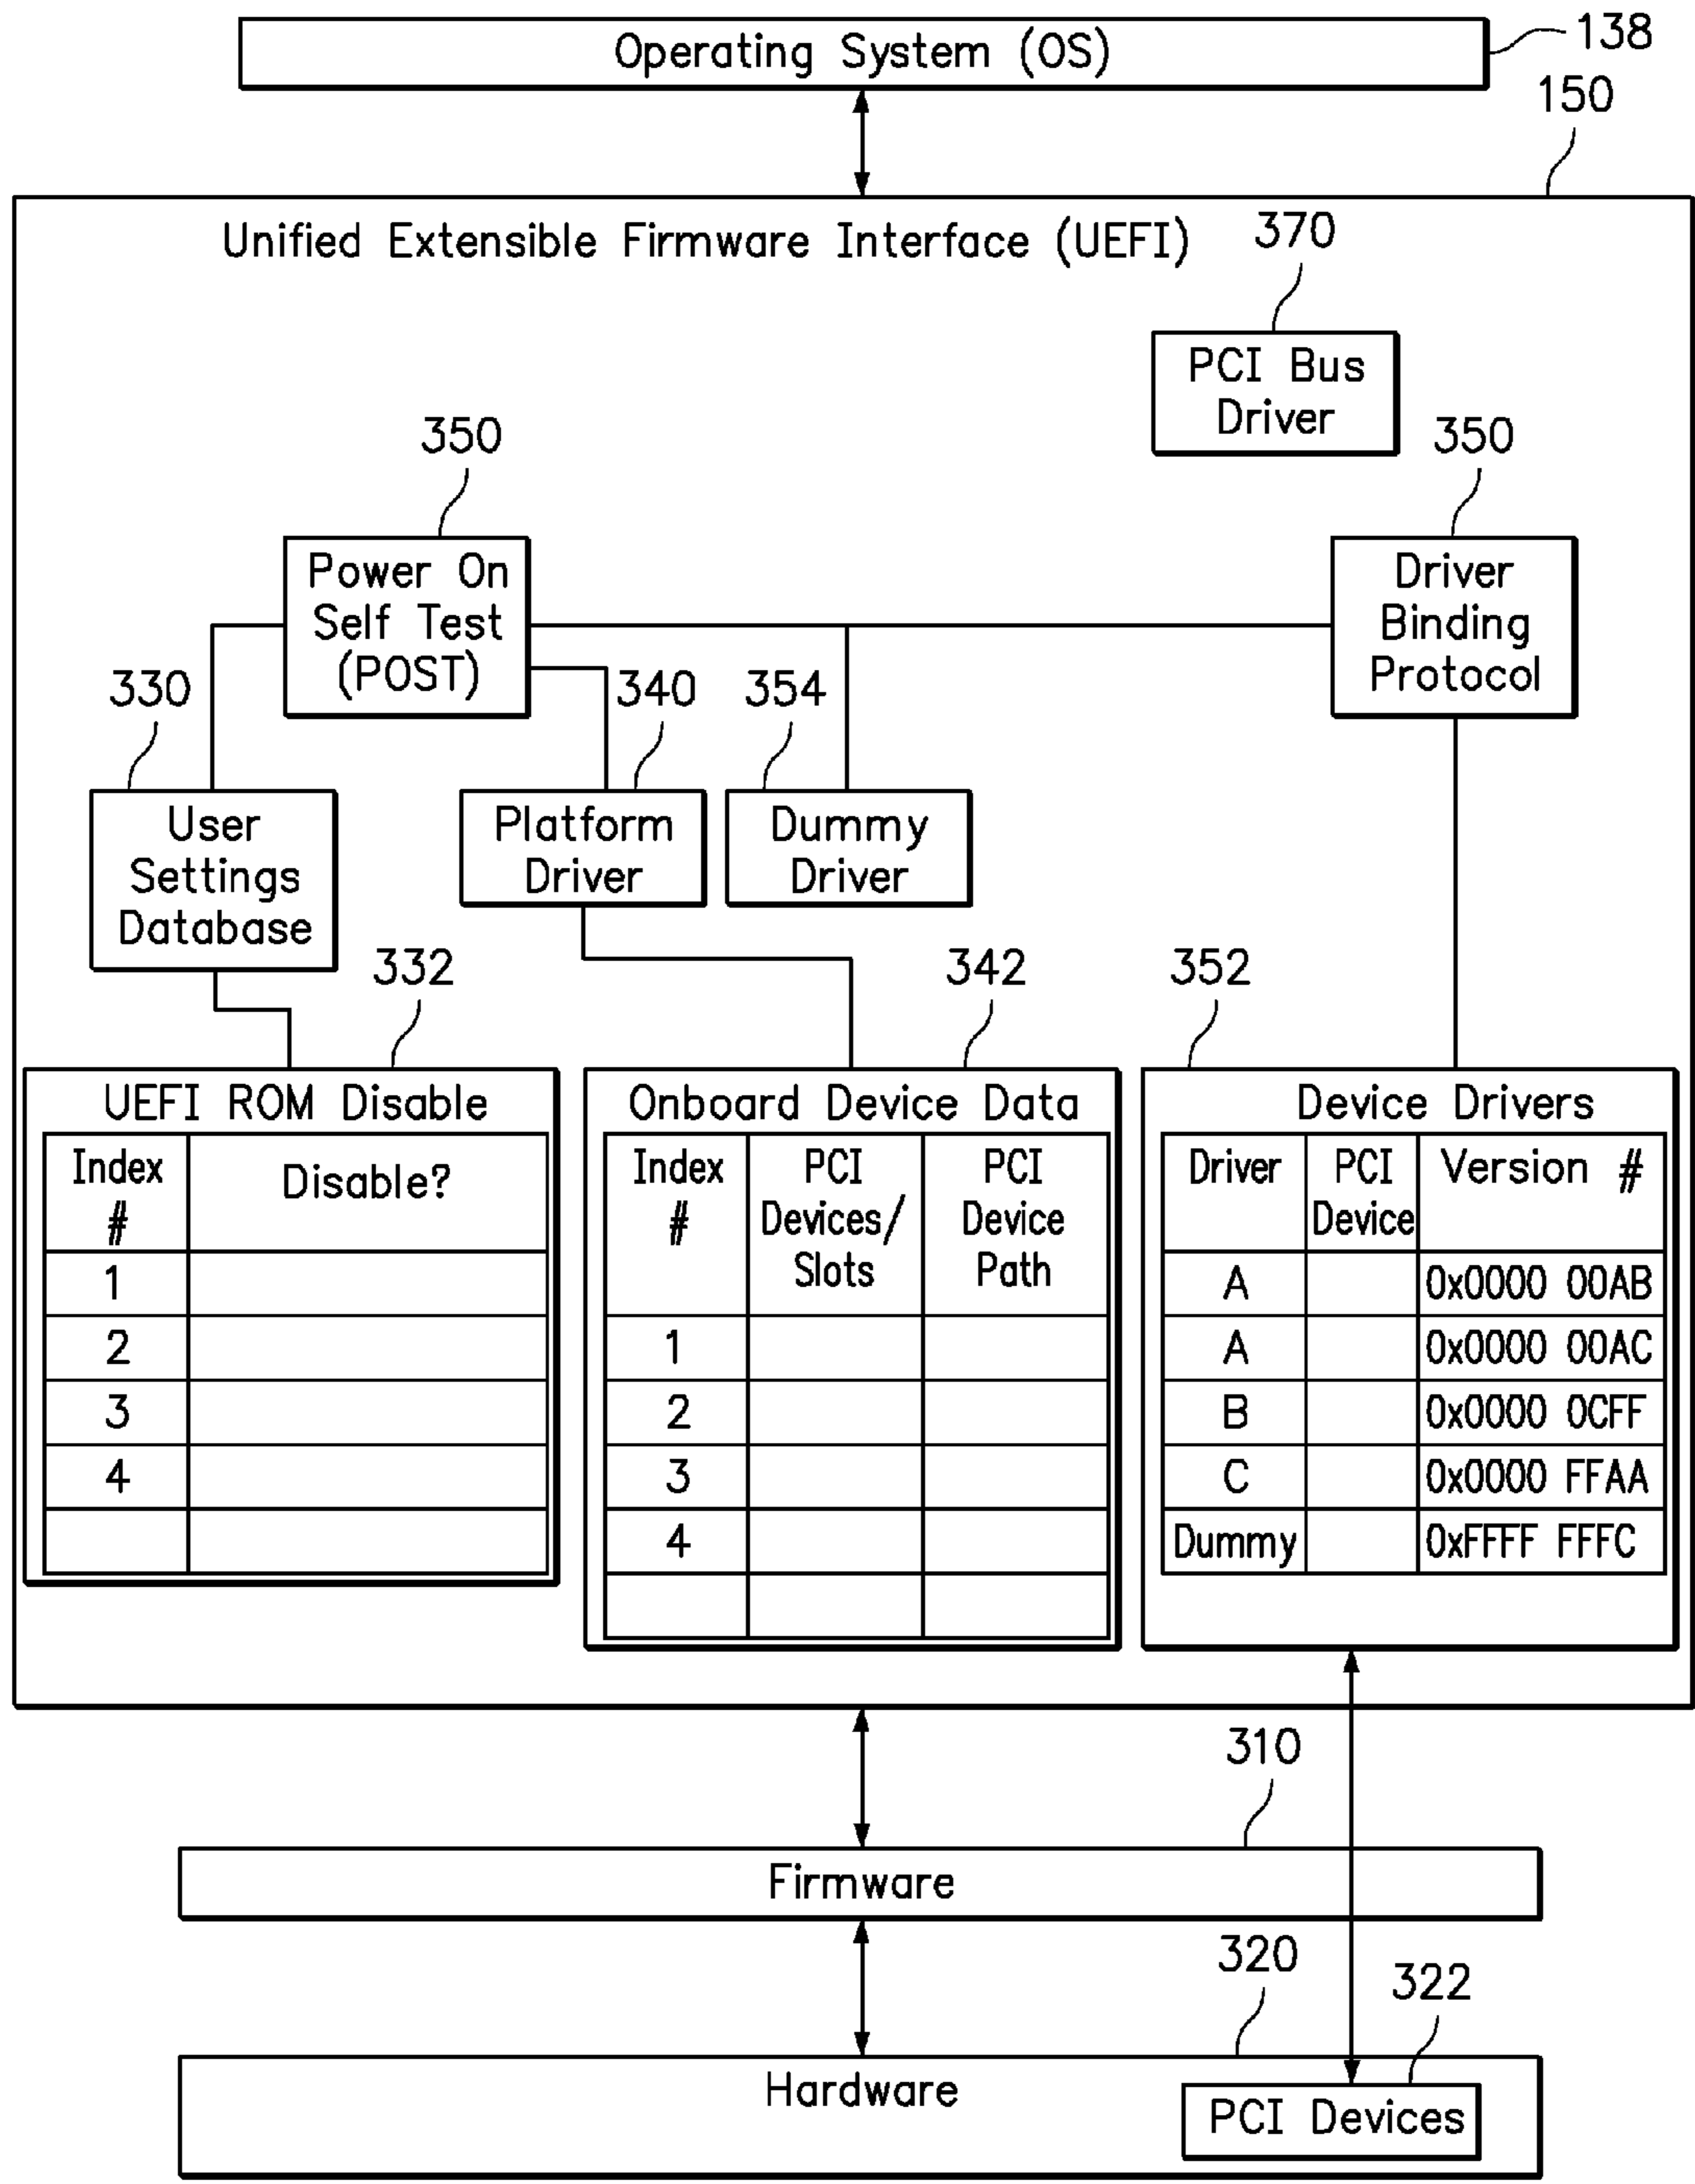 Operating System (OS)
138
150
Unified Extensible Firmware Interface (UEFI)
370
PCI Bus
Driver
350
Power On
Self Test
(POST)
350
Driver
Binding
Protocol
330
User
Settings
Database
340
Platform
Driver
354
Dummy
Driver
332
UEFI ROM Disable
Index
#
Disable?
1
2
3
4
342
Onboard Device Data
Index
#
PCI
Devices/
Slots
PCI
Device
Path
1
2
3
4
352
Device Drivers
Driver
PCI
Device
Version #
A
0x0000 00AB
A
0x0000 00AC
B
0x0000 0CFF
C
0x0000 FFAA
Dummy
0xFFFF FFFC
310
Firmware
320
322
Hardware
PCI Devices